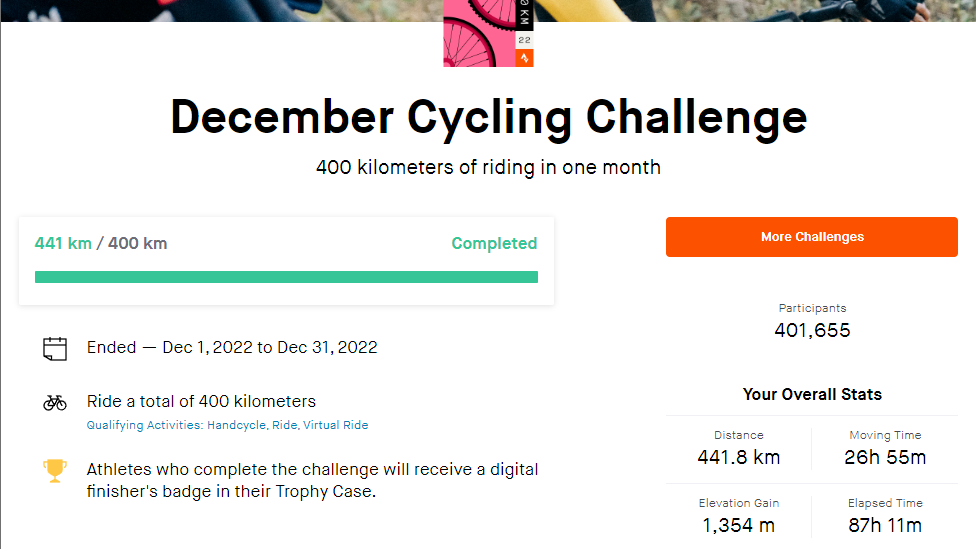 KM
22
December Cycling Challenge
400 kilometers of riding in one month
441 km / 400 km
Completed
Ended — Dec 1, 2022 to Dec 31, 2022
Ride a total of 400 kilometers
Qualifying Activities: Handcycle, Ride, Virtual Ride
Athletes who complete the challenge will receive a digital
finisher's badge in their Trophy Case.
More Challenges
Participants
401,655
Your Overall Stats
Distance
Moving Time
441.8 km
26h 55m
Elevation Gain
Elapsed Time
1,354 m
87h 11m